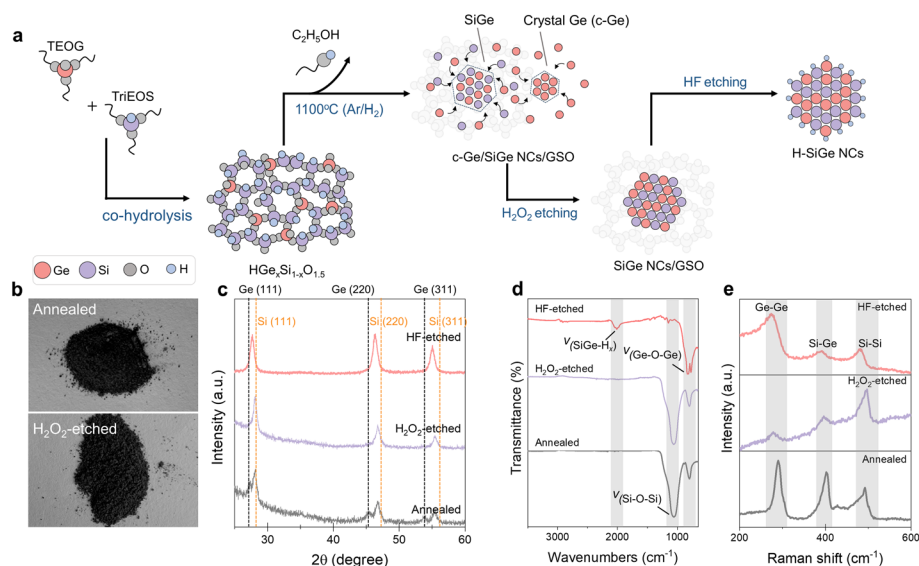 a
TEOG
+
TriEOS
co-hydrolysis
C₂H₅OH
1100°C (Ar/H₂)
HGeₓSi₁₋ₓO₁.₅
SiGe
Crystal Ge (c-Ge)
c-Ge/SiGe NCs/GSO
H₂O₂ etching
SiGe NCs/GSO
HF etching
H-SiGe NCs
Ge
Si
O
H
b
Annealed
H₂O₂-etched
c
Ge (111)
Ge (220)
Ge (311)
Si (111)
Si (220)
Si (311)
HF-etched
H₂O₂-etched
Annealed
Intensity (a.u.)
30
40
50
60
2θ (degree)
d
HF-etched
ν(SiGe-Hₓ)
ν(Ge-O-Ge)
H₂O₂-etched
Annealed
ν(Si-O-Si)
Transmittance (%)
4000
3000
2000
1000
Wavenumbers (cm⁻¹)
e
Ge-Ge
HF-etched
Si-Ge
Si-Si
H₂O₂-etched
Annealed
Intensity (a.u.)
200
400
600
Raman shift (cm⁻¹)